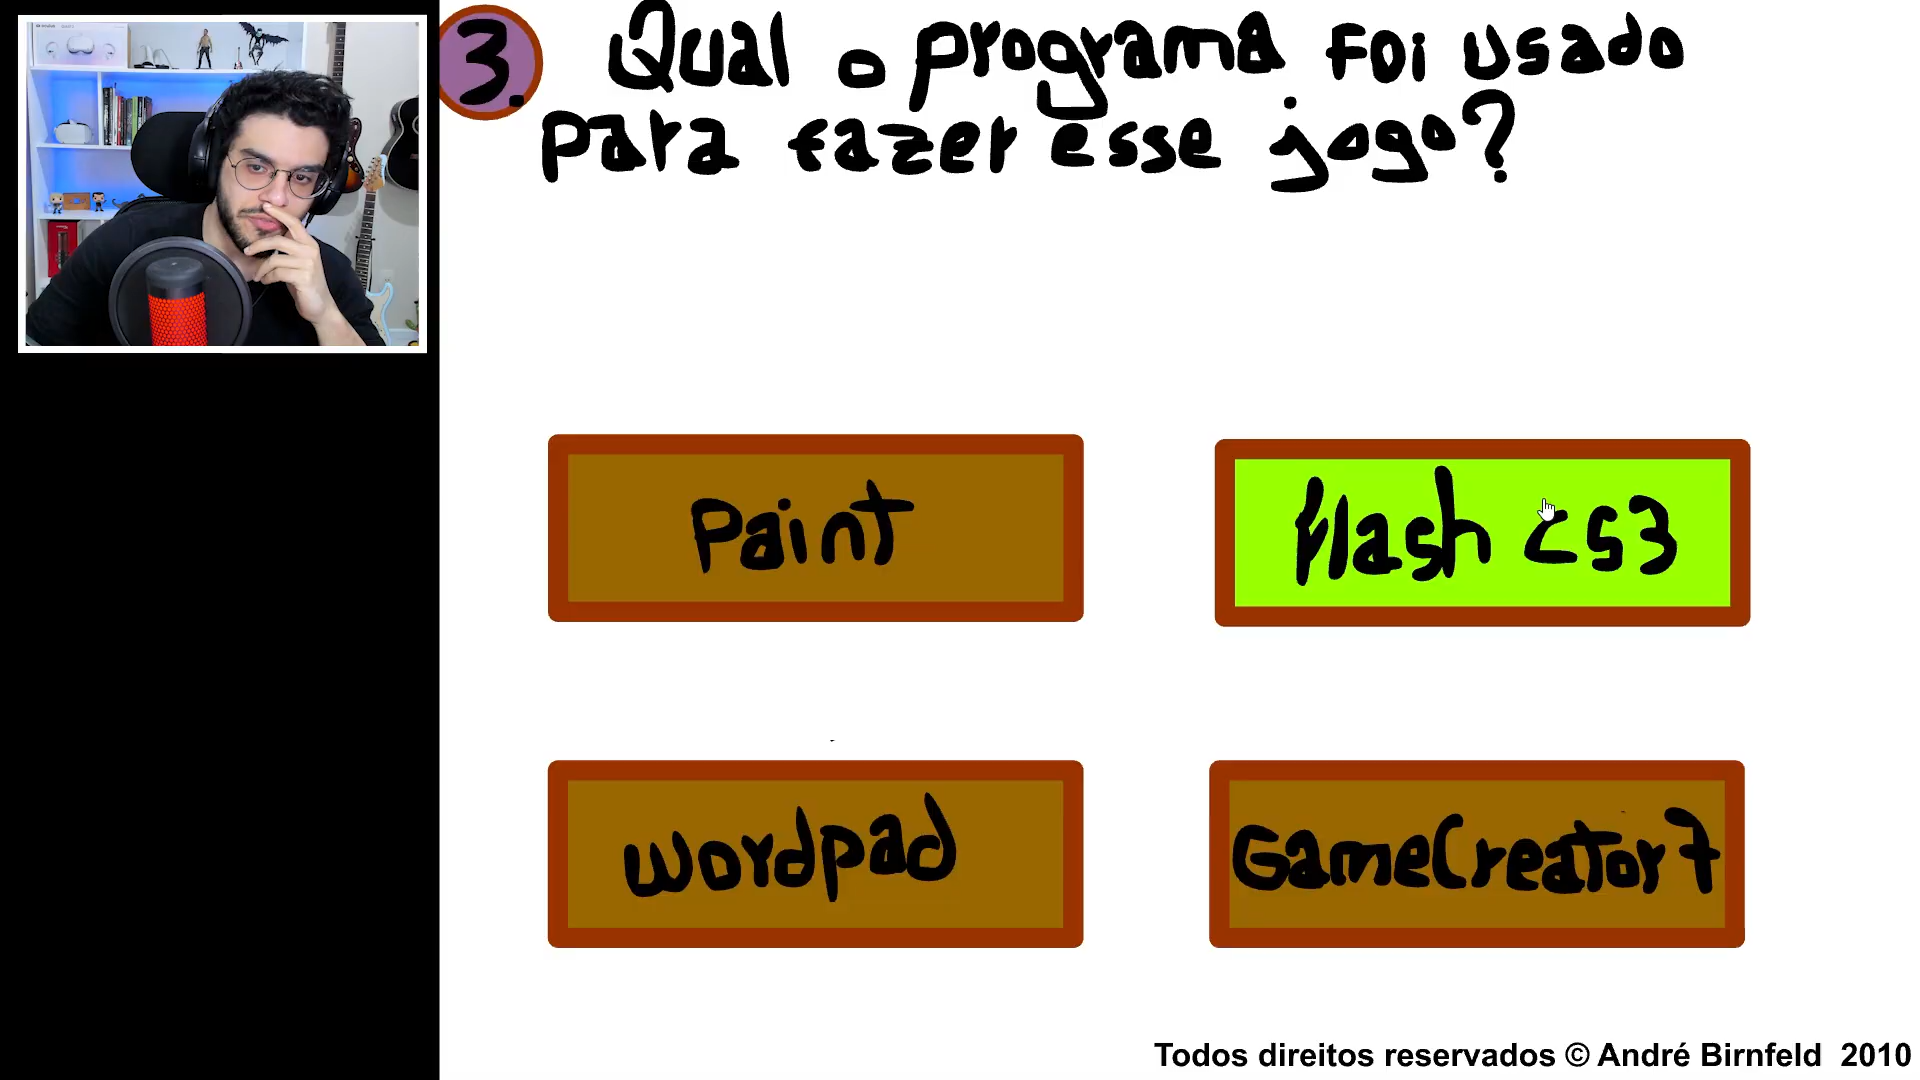 3.
Qual o programa foi usado
para fazer esse jogo?
Paint
flash cs3
wordpad
GameCreator7
Todos direitos reservados © André Birnfeld 2010